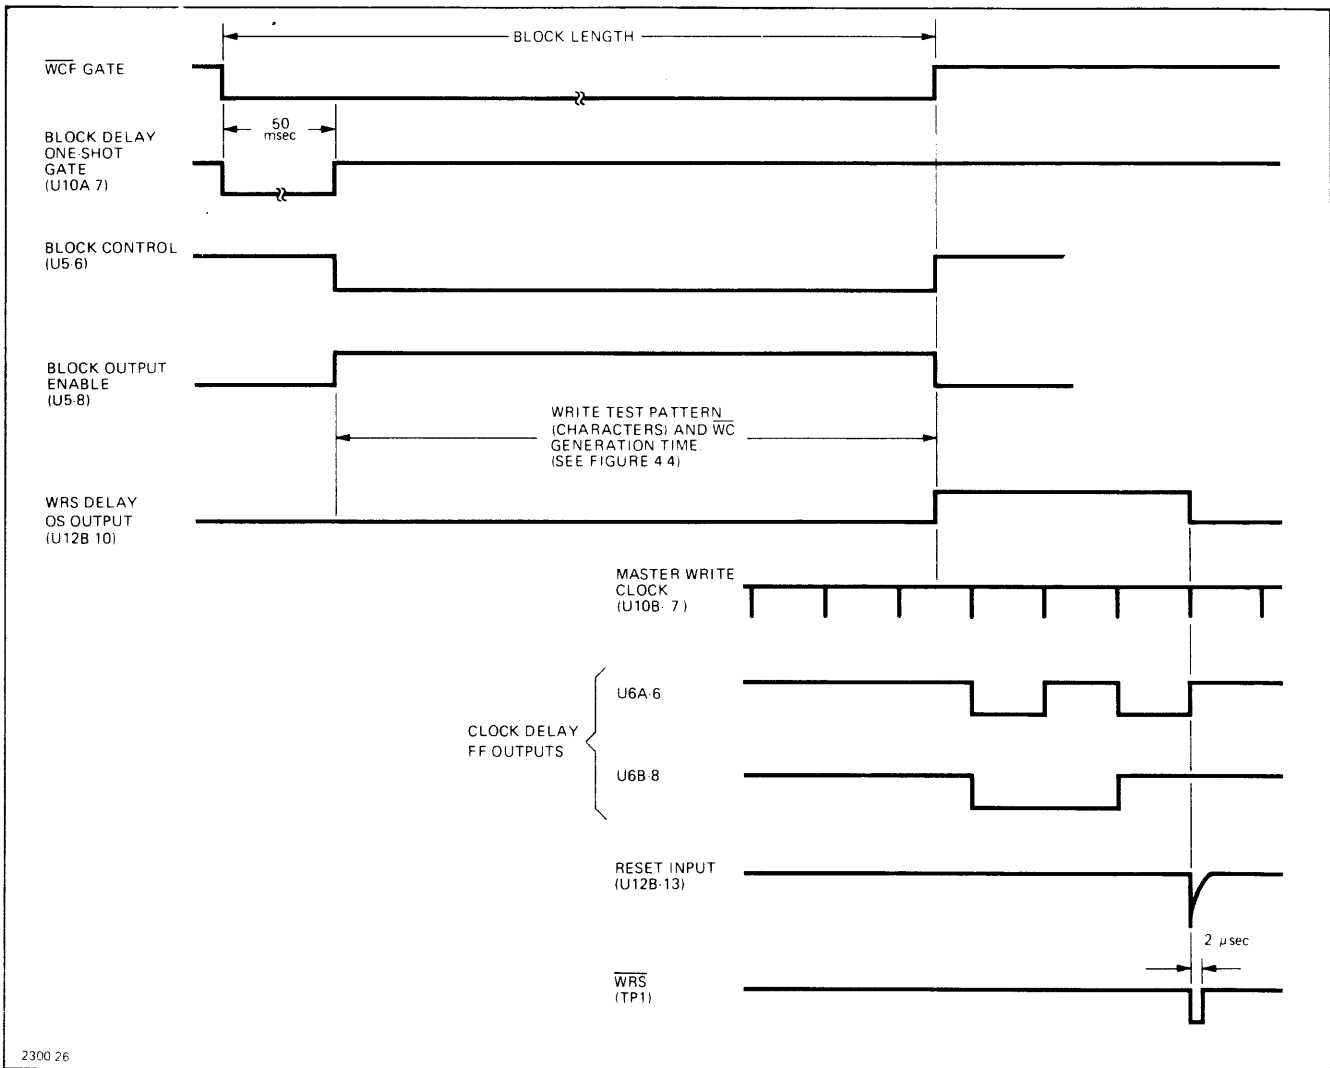 BLOCK LENGTH
WCF GATE
50
msec
BLOCK DELAY
ONE-SHOT
GATE
(U10A 7)
BLOCK CONTROL
(U5-6)
BLOCK OUTPUT
ENABLE
(U5-8)
WRITE TEST PATTERN
(CHARACTERS) AND WC
GENERATION TIME.
(SEE FIGURE 4 4)
WRS DELAY
OS OUTPUT
(U12B 10)
MASTER WRITE
CLOCK
(U10B- 7)
U6A-6
CLOCK DELAY
FF OUTPUTS
U6B-8
RESET INPUT
(U12B-13)
2 μsec
WRS
(TP1)
2300 26